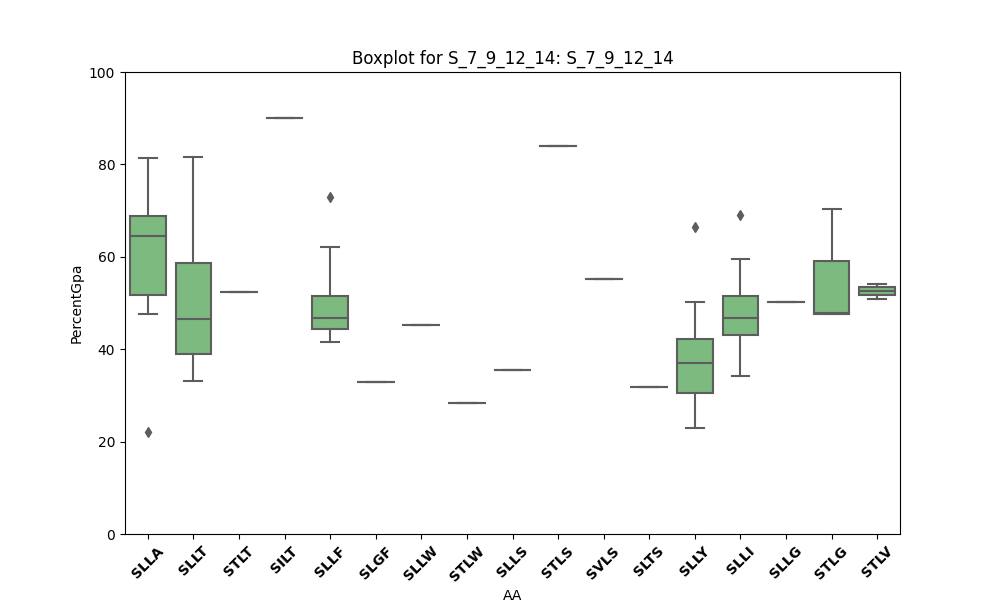 Boxplot for S_7_9_12_14: S_7_9_12_14
PercentGpa
100
80
60
40
20
0
SLLA
SLLT
STLT
SILT
SLLF
SLGF
SLLW
STLW
SLLS
STLS
SVLS
SLTS
SLLY
SLLI
SLLG
STLG
STLV
AA